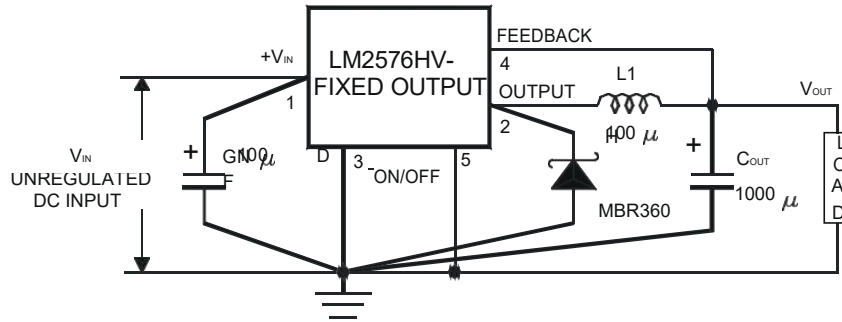 FEEDBACK
+VIN
LM2576HV-
FIXED OUTPUT
4
L1
OUTPUT
VOUT
1
2
100 μ
H
+
GN
100 μ
F
D
3
-ON/OFF
5
+
COUT
1000 μ
VIN
UNREGULATED
DC INPUT
MBR360
L
O
A
D